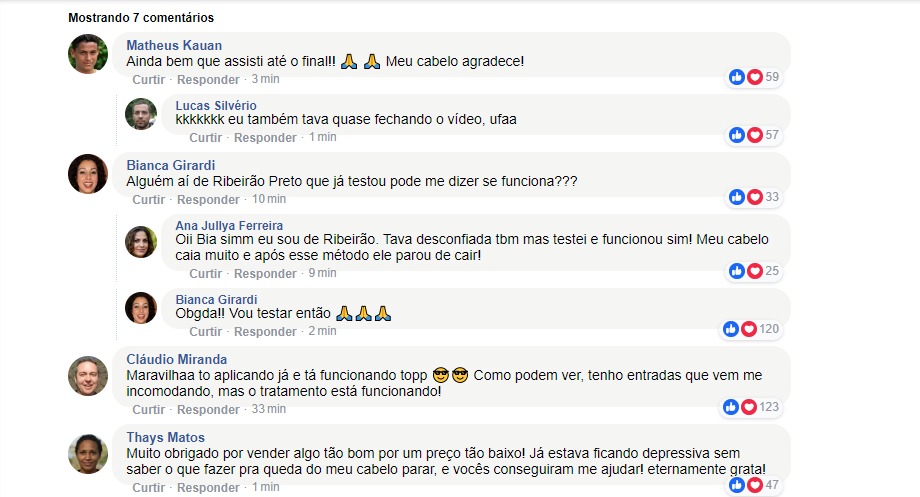 Mostrando 7 comentários
Matheus Kauan
Ainda bem que assisti até o final!! 🙏 🙏 Meu cabelo agradece!
Curtir · Responder · 3 min
59
Lucas Silvério
kkkkkkk eu também tava quase fechando o vídeo, ufaa
Curtir · Responder · 1 min
57
Bianca Girardi
Alguém aí de Ribeirão Preto que já testou pode me dizer se funciona???
Curtir · Responder · 10 min
33
Ana Jullya Ferreira
Oii Bia simm eu sou de Ribeirão. Tava desconfiada tbm mas testei e funcionou sim! Meu cabelo
caia muito e após esse método ele parou de cair!
Curtir · Responder · 9 min
25
Bianca Girardi
Obgda!! Vou testar então 🙏🙏🙏
Curtir · Responder · 2 min
120
Cláudio Miranda
Maravilhaa to aplicando já e tá funcionando topp 😎😎 Como podem ver, tenho entradas que vem me
incomodando, mas o tratamento está funcionando!
Curtir · Responder · 33 min
123
Thays Matos
Muito obrigado por vender algo tão bom por um preço tão baixo! Já estava ficando depressiva sem
saber o que fazer pra queda do meu cabelo parar, e vocês conseguiram me ajudar! eternamente grata!
Curtir · Responder · 1 min
47